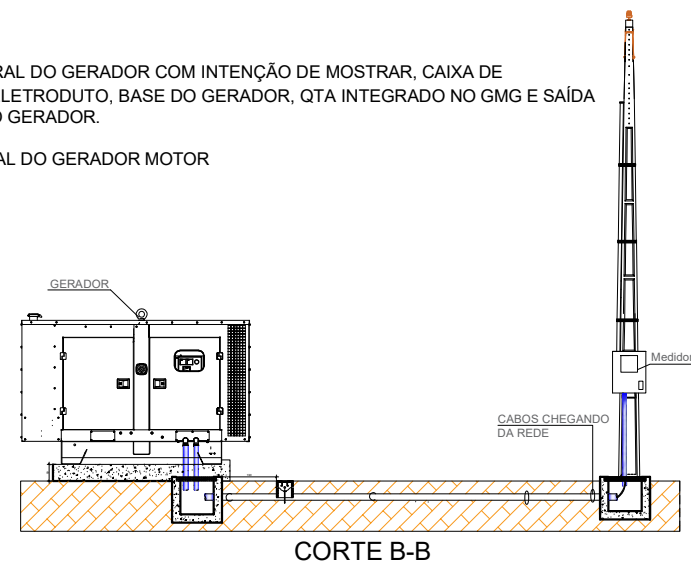 RAL DO GERADOR COM INTENÇÃO DE MOSTRAR, CAIXA DE
LETRODUTO, BASE DO GERADOR, QTA INTEGRADO NO GMG E SAÍDA
O GERADOR.
AL DO GERADOR MOTOR
GERADOR
Medidor
CABOS CHEGANDO
DA REDE
CORTE B-B